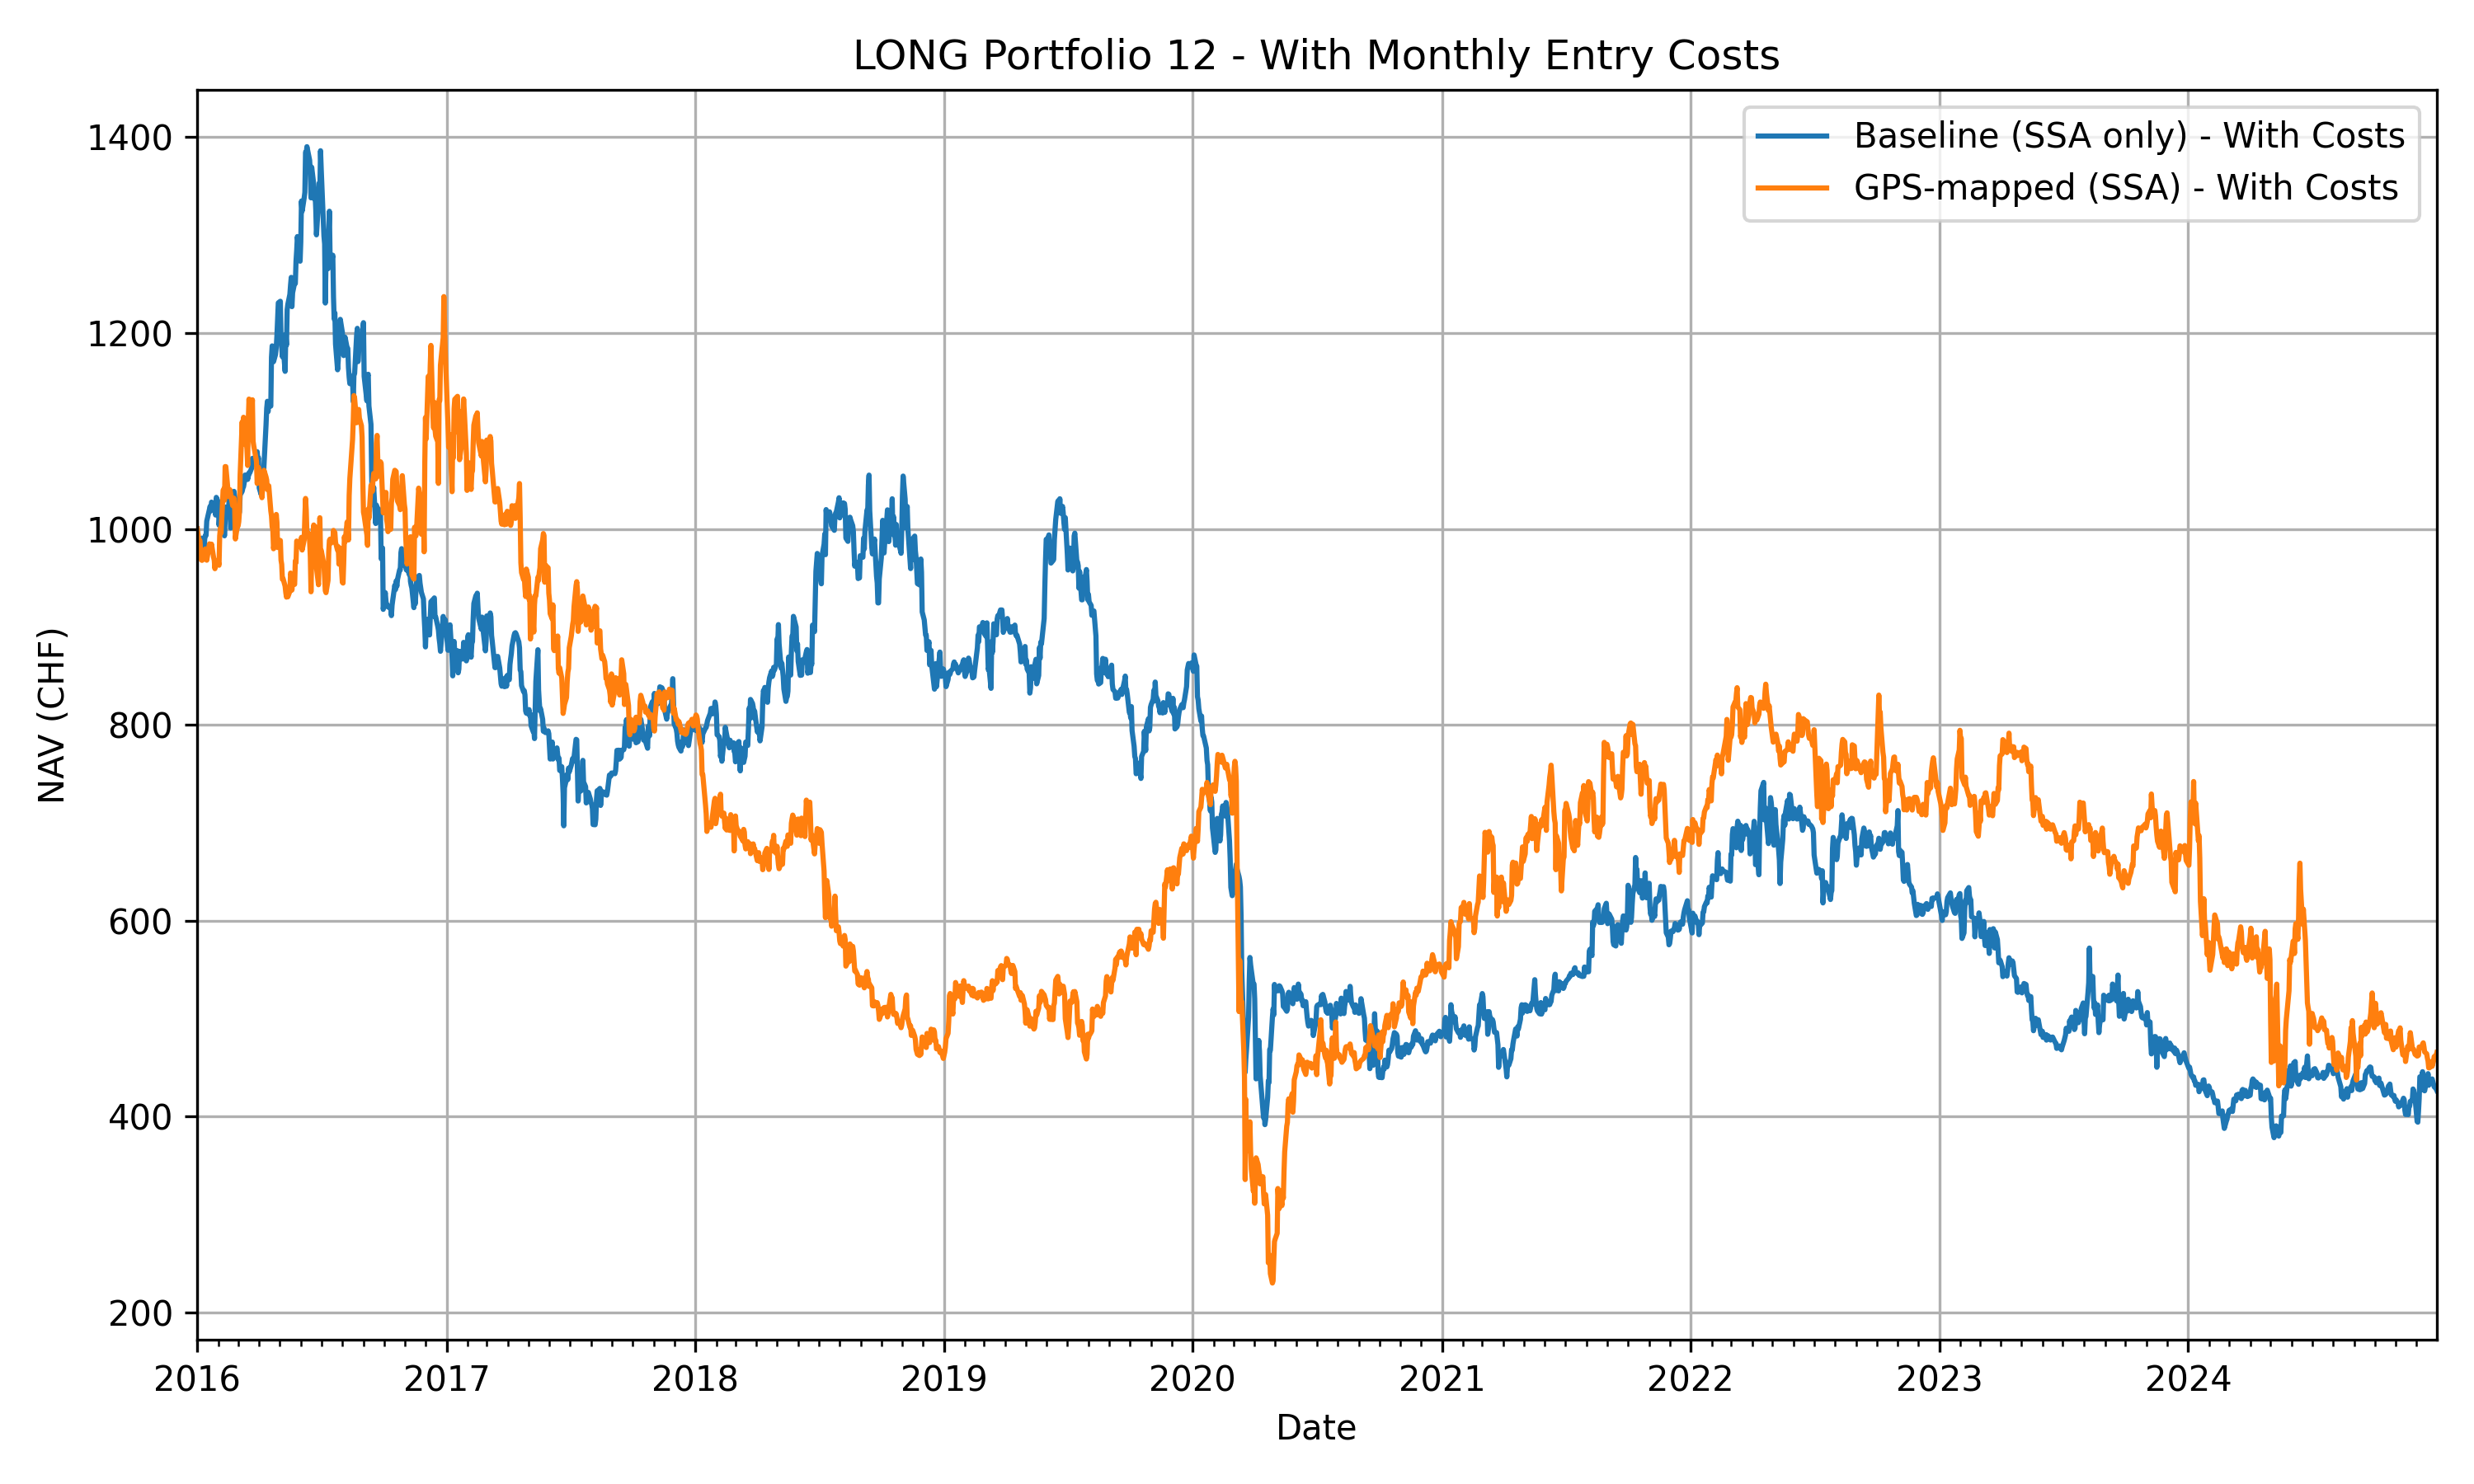 LONG Portfolio 12 - With Monthly Entry Costs
Baseline (SSA only) - With Costs
GPS-mapped (SSA) - With Costs
NAV (CHF)
1400
1200
1000
800
600
400
200
2016 2017 2018 2019 2020 2021 2022 2023 2024
Date